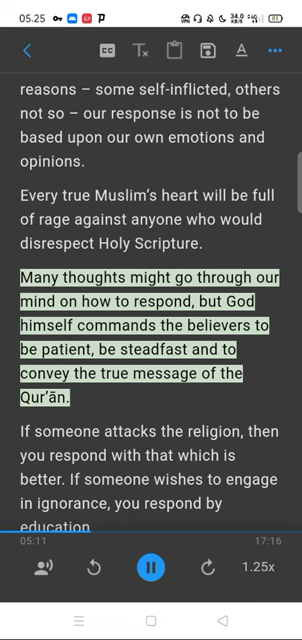 05.25
34.0
KB/S
81
CC
reasons – some self-inflicted, others
not so – our response is not to be
based upon our own emotions and
opinions.
Every true Muslim's heart will be full
of rage against anyone who would
disrespect Holy Scripture.
Many thoughts might go through our
mind on how to respond, but God
himself commands the believers to
be patient, be steadfast and to
convey the true message of the
Qur'ān.
If someone attacks the religion, then
you respond with that which is
better. If someone wishes to engage
in ignorance, you respond by
education
05:11
17:16
1.25x